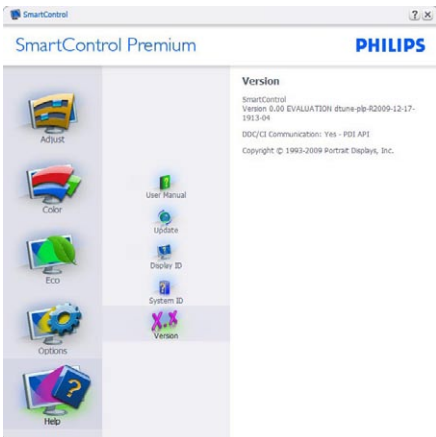 SmartControl
SmartControl Premium
PHILIPS
Adjust
Color
Eco
Options
Help
User Manual
Update
Display ID
System ID
Version
Version
SmartControl
Version 0.00 EVALUATION dtune-plp-R2009-12-17-
1913-04
DDC/CI Communication: Yes - PDI API
Copyright © 1993-2009 Portrait Displays, Inc.